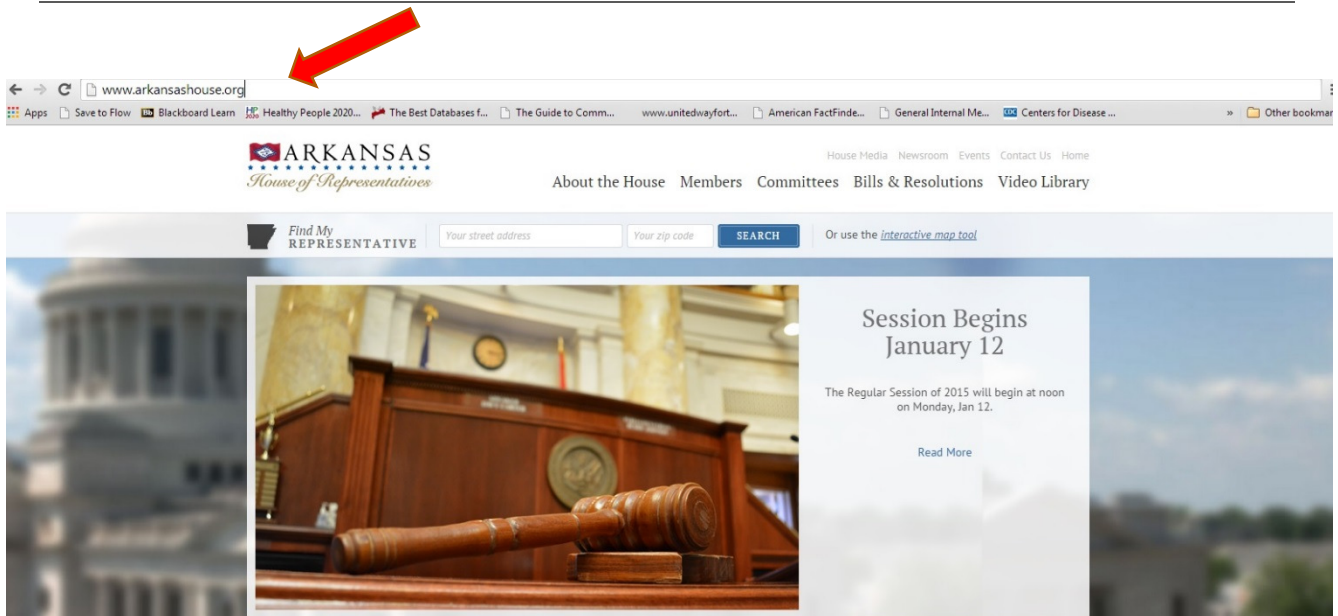 www.arkansashouse.org
Apps Save to Flow Bb Blackboard Learn HP 2020 Healthy People 2020... The Best Databases f... The Guide to Comm... www.unitedwayfort... American FactFinde... General Internal Me... CDC Centers for Disease ... » Other bookmar
ARKANSAS
House of Representatives
House Media Newsroom Events Contact Us Home
About the House Members Committees Bills & Resolutions Video Library
Find My
REPRESENTATIVE
Your street address Your zip code SEARCH Or use the interactive map tool
Session Begins
January 12
The Regular Session of 2015 will begin at noon
on Monday, Jan 12.
Read More